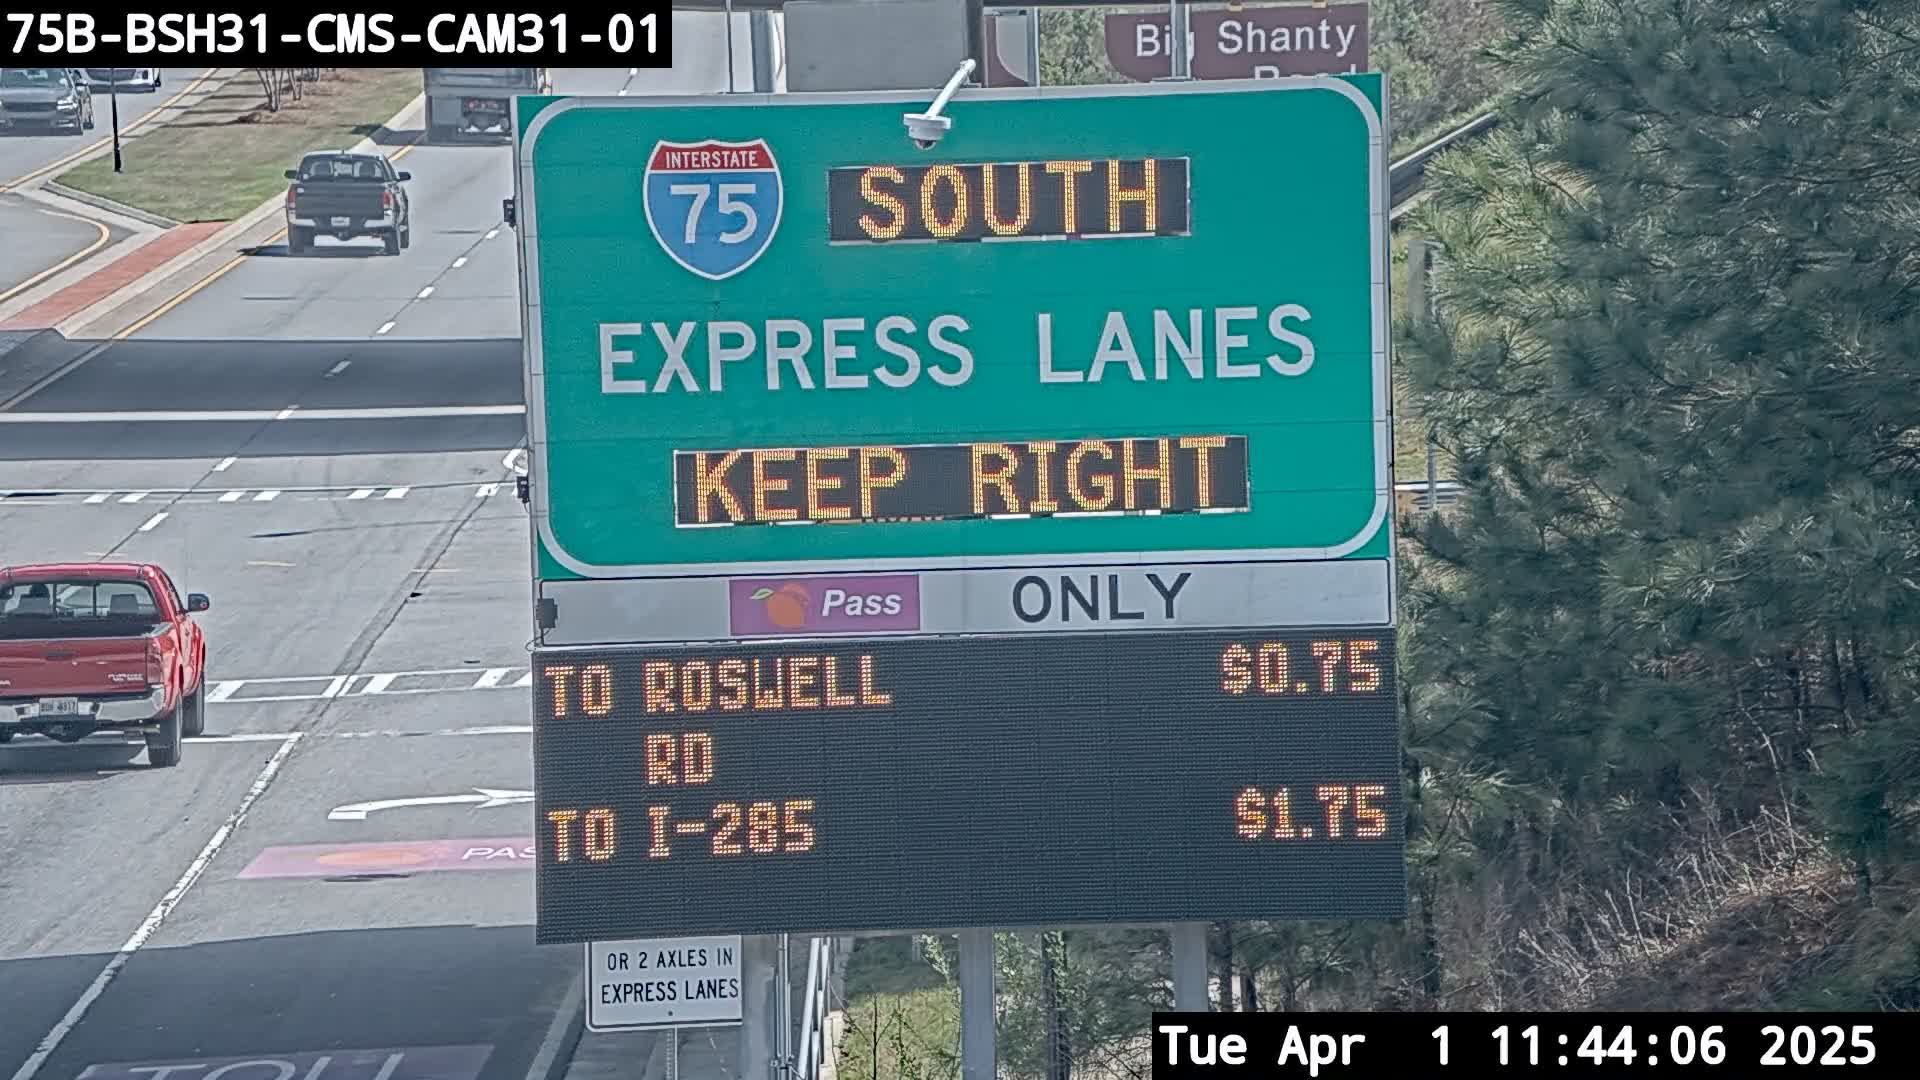 75B-BSH31-CMS-CAM31-01
Big Shanty
Road
INTERSTATE
75
SOUTH
EXPRESS LANES
KEEP RIGHT
Pass
ONLY
TO ROSWELL $0.75
RD
TO I-285 $1.75
OR 2 AXLES IN
EXPRESS LANES
TOLL
Tue Apr 1 11:44:06 2025